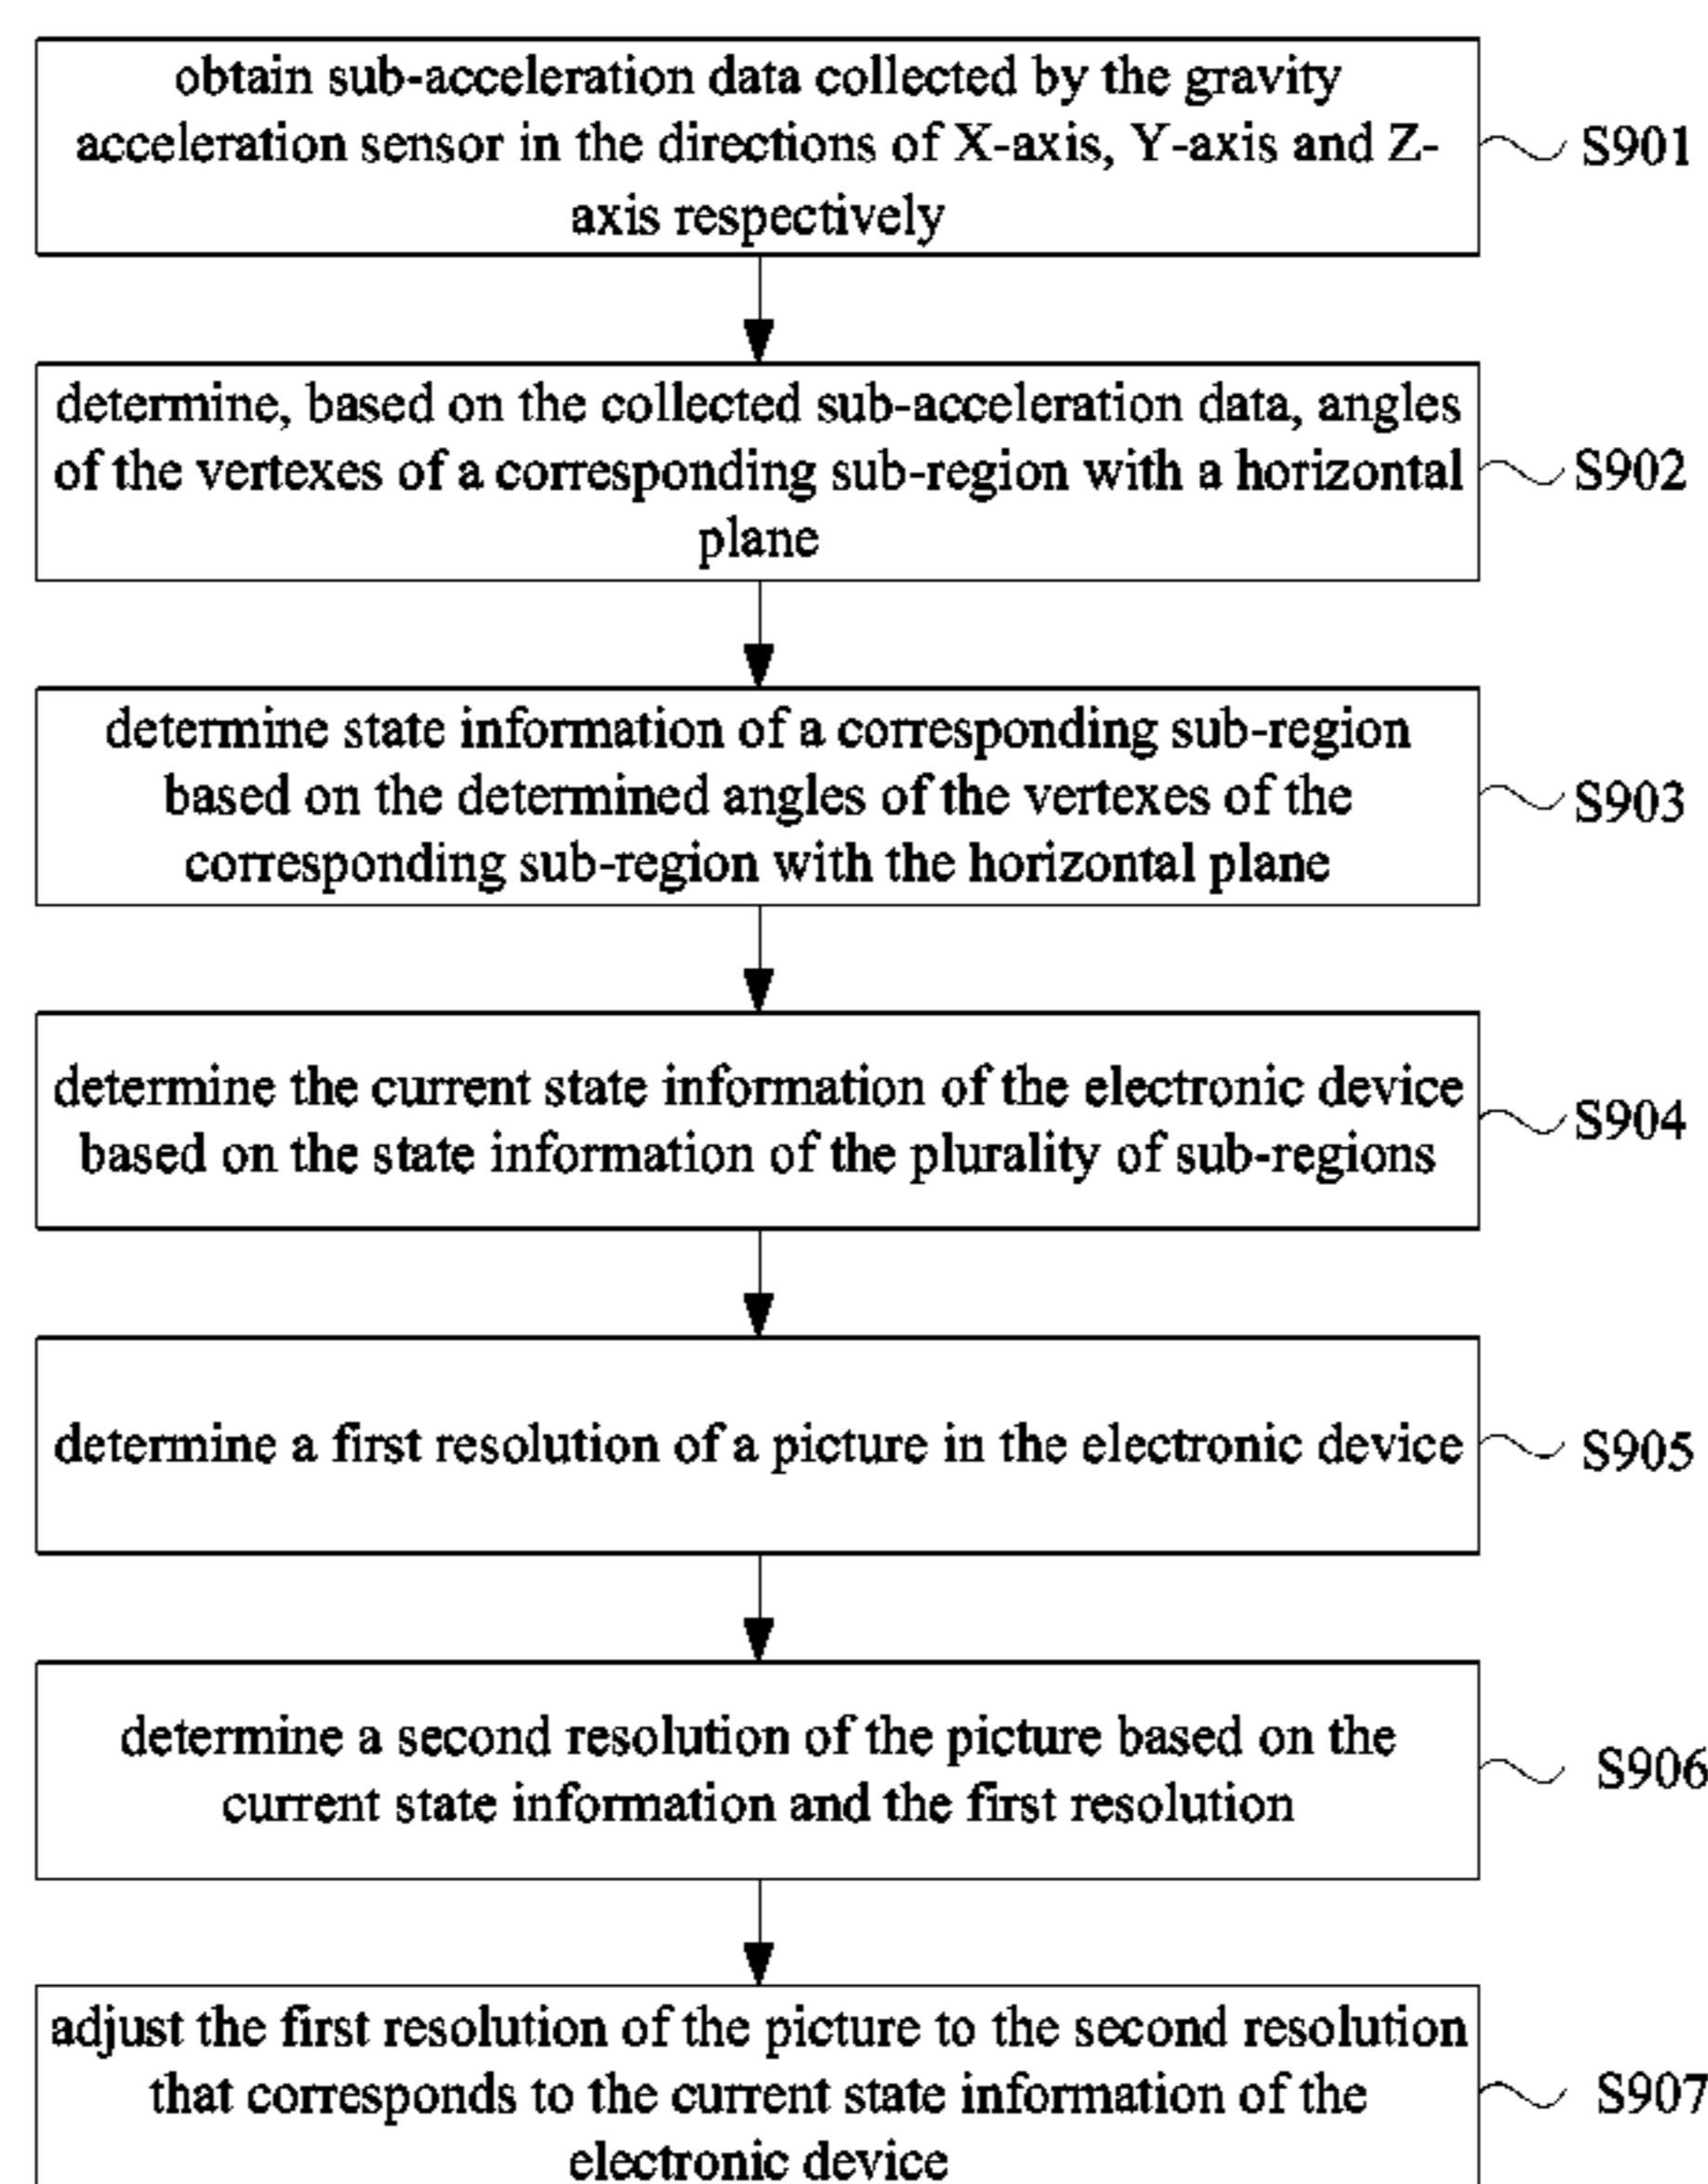 obtain sub-acceleration data collected by the gravity
acceleration sensor in the directions of X-axis, Y-axis and Z-
axis respectively
S901
determine, based on the collected sub-acceleration data, angles
of the vertexes of a corresponding sub-region with a horizontal
plane
S902
determine state information of a corresponding sub-region
based on the determined angles of the vertexes of the
corresponding sub-region with the horizontal plane
S903
determine the current state information of the electronic device
based on the state information of the plurality of sub-regions
S904
determine a first resolution of a picture in the electronic device
S905
determine a second resolution of the picture based on the
current state information and the first resolution
S906
adjust the first resolution of the picture to the second resolution
that corresponds to the current state information of the
electronic device
S907